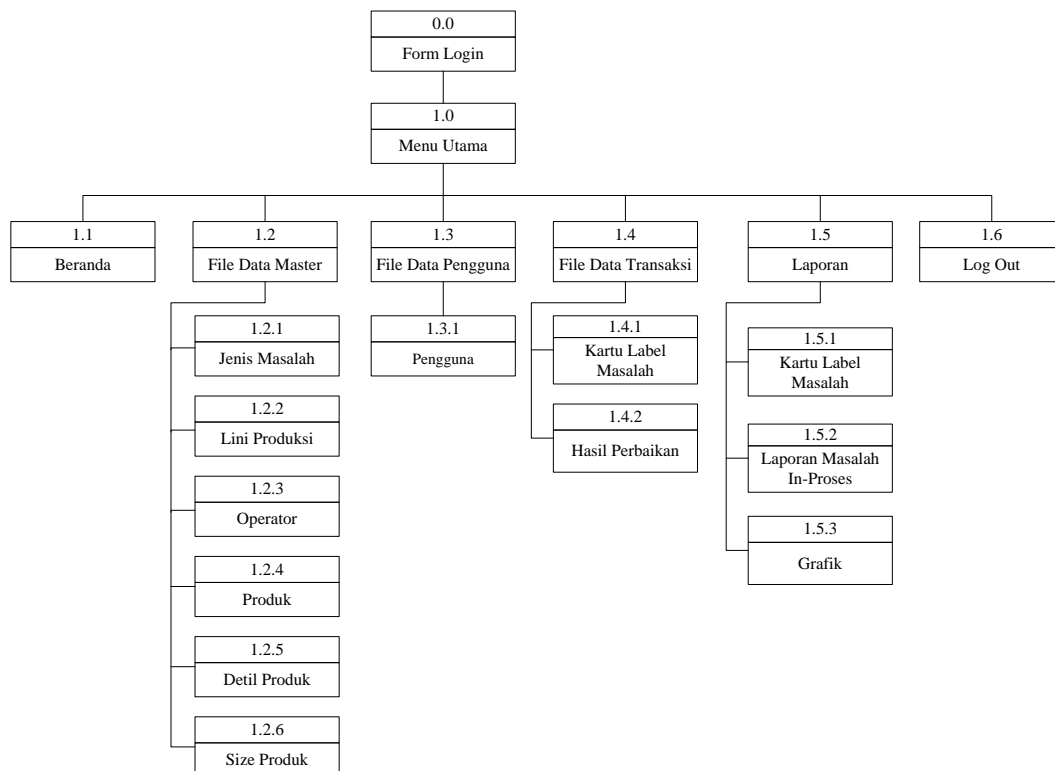 0.0
Form Login
1.0
Menu Utama
1.1
Beranda
1.2
File Data Master
1.3
File Data Pengguna
1.4
File Data Transaksi
1.5
Laporan
1.6
Log Out
1.2.1
Jenis Masalah
1.2.2
Lini Produksi
1.2.3
Operator
1.2.4
Produk
1.2.5
Detil Produk
1.2.6
Size Produk
1.3.1
Pengguna
1.4.1
Kartu Label
Masalah
1.4.2
Hasil Perbaikan
1.5.1
Kartu Label
Masalah
1.5.2
Laporan Masalah
In-Proses
1.5.3
Grafik